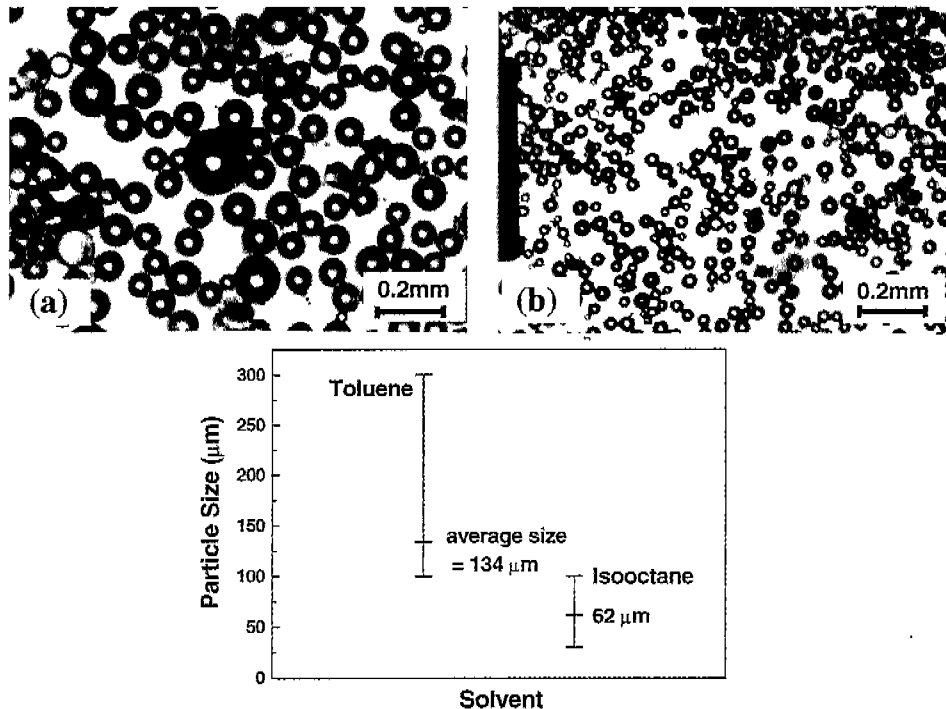 (a)
0.2mm
(b)
0.2mm
Particle Size (μm)
300
250
200
150
100
50
0
Toluene
average size
= 134 μm
Isooctane
62 μm
Solvent